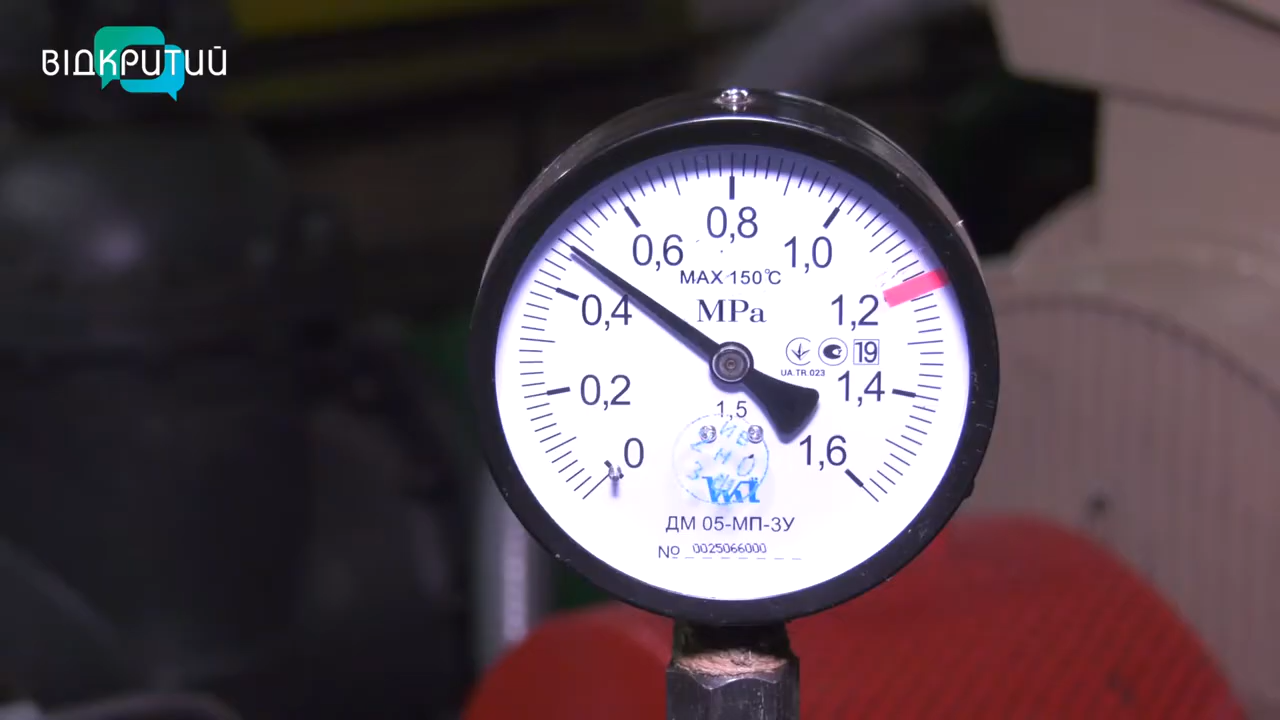 ВІДКРИТИЙ
0,8
0,6
1,0
MAX 150°C
0,4
MPa
1,2
19
UA.TR.023
0,2
1,4
1,5
0
1,6
ДМ 05-МП-3У
№ 0025066000